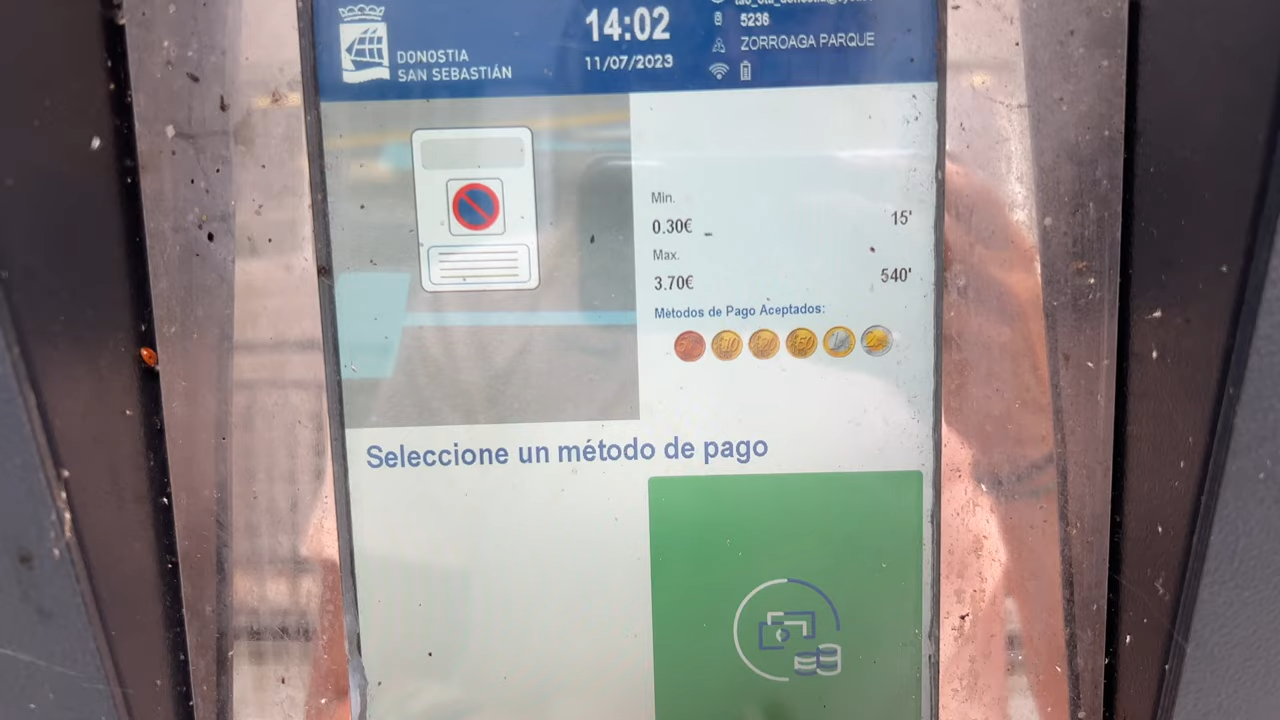 14:02
5236
DONOSTIA
SAN SEBASTIÁN
11/07/2023
ZORROAGA PARQUE
Min.
0.30€ 15'
Max.
3.70€ 540'
Métodos de Pago Aceptados:
Seleccione un método de pago